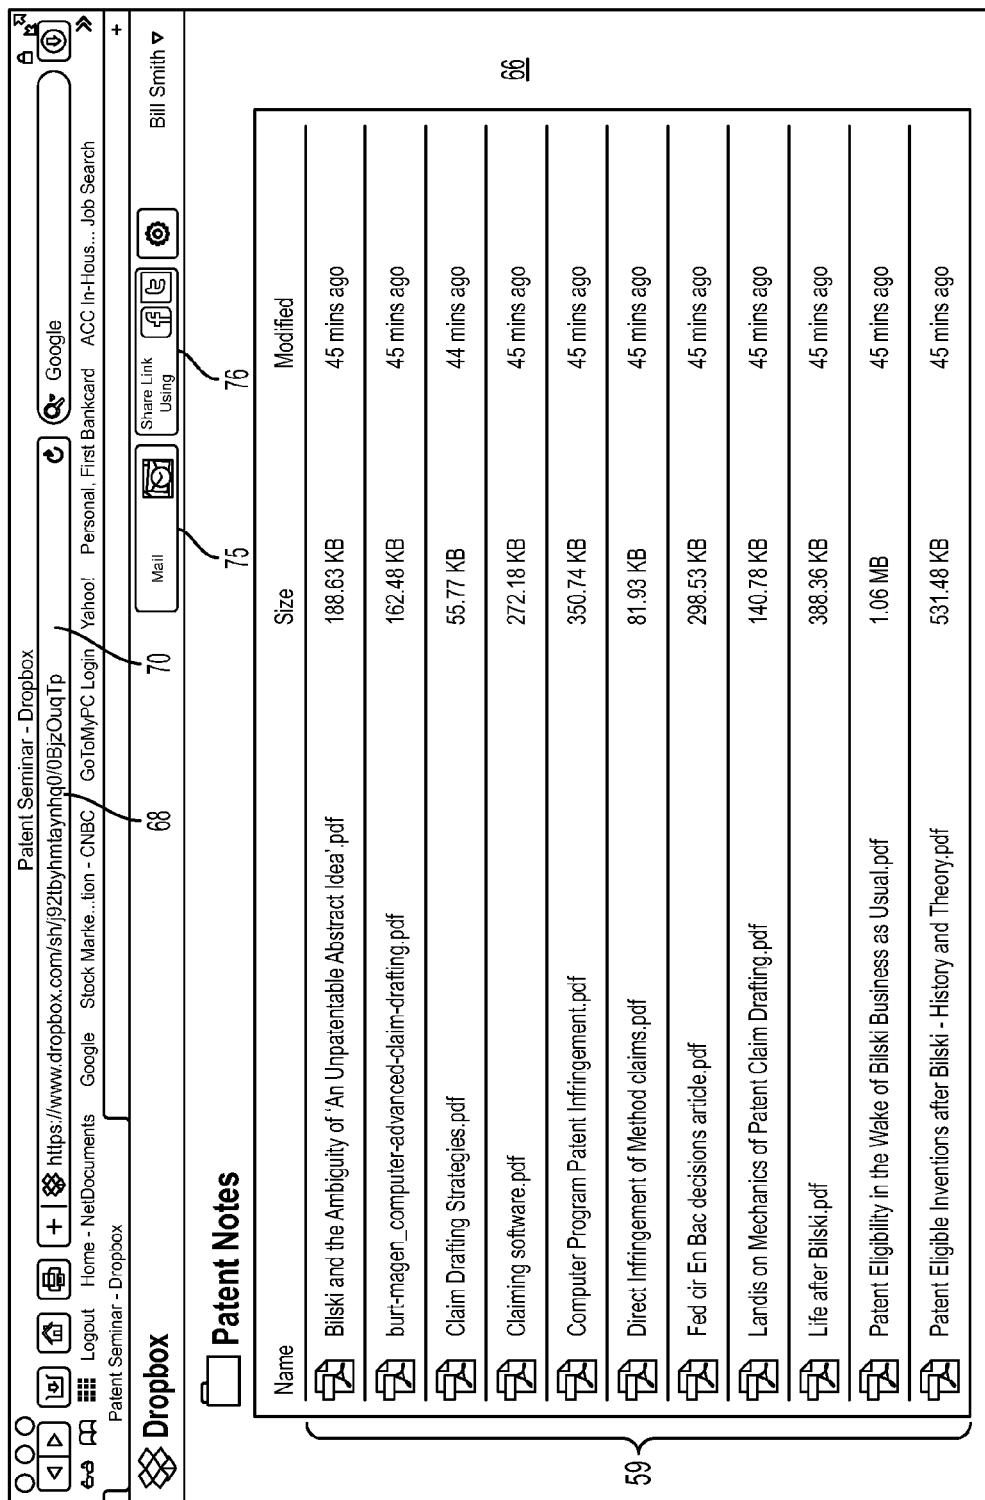 Patent Seminar - Dropbox
https://www.dropbox.com/sh/j92tbyhmtaynhq0/0BjzOuqTp
Google
Logout Home - NetDocuments Google Stock Marke...tion - CNBC GoToMyPC Login Yahoo! Personal, First Bankcard ACC In-Hous... Job Search »
Patent Seminar - Dropbox +
Dropbox Mail Share Link Using f t Bill Smith
68 70 75 76
Patent Notes
66
Name Size Modified
Bilski and the Ambiguity of 'An Unpatentable Abstract Idea'.pdf 188.63 KB 45 mins ago
burt-magen_computer-advanced-claim-drafting.pdf 162.48 KB 45 mins ago
Claim Drafting Strategies.pdf 55.77 KB 44 mins ago
Claiming software.pdf 272.18 KB 45 mins ago
Computer Program Patent Infringement.pdf 350.74 KB 45 mins ago
Direct Infringement of Method claims.pdf 81.93 KB 45 mins ago
Fed cir En Bac decisions article.pdf 298.53 KB 45 mins ago
Landis on Mechanics of Patent Claim Drafting.pdf 140.78 KB 45 mins ago
Life after Bilski.pdf 388.36 KB 45 mins ago
Patent Eligibility in the Wake of Bilski Business as Usual.pdf 1.06 MB 45 mins ago
Patent Eligible Inventions after Bilski - History and Theory.pdf 531.48 KB 45 mins ago
59